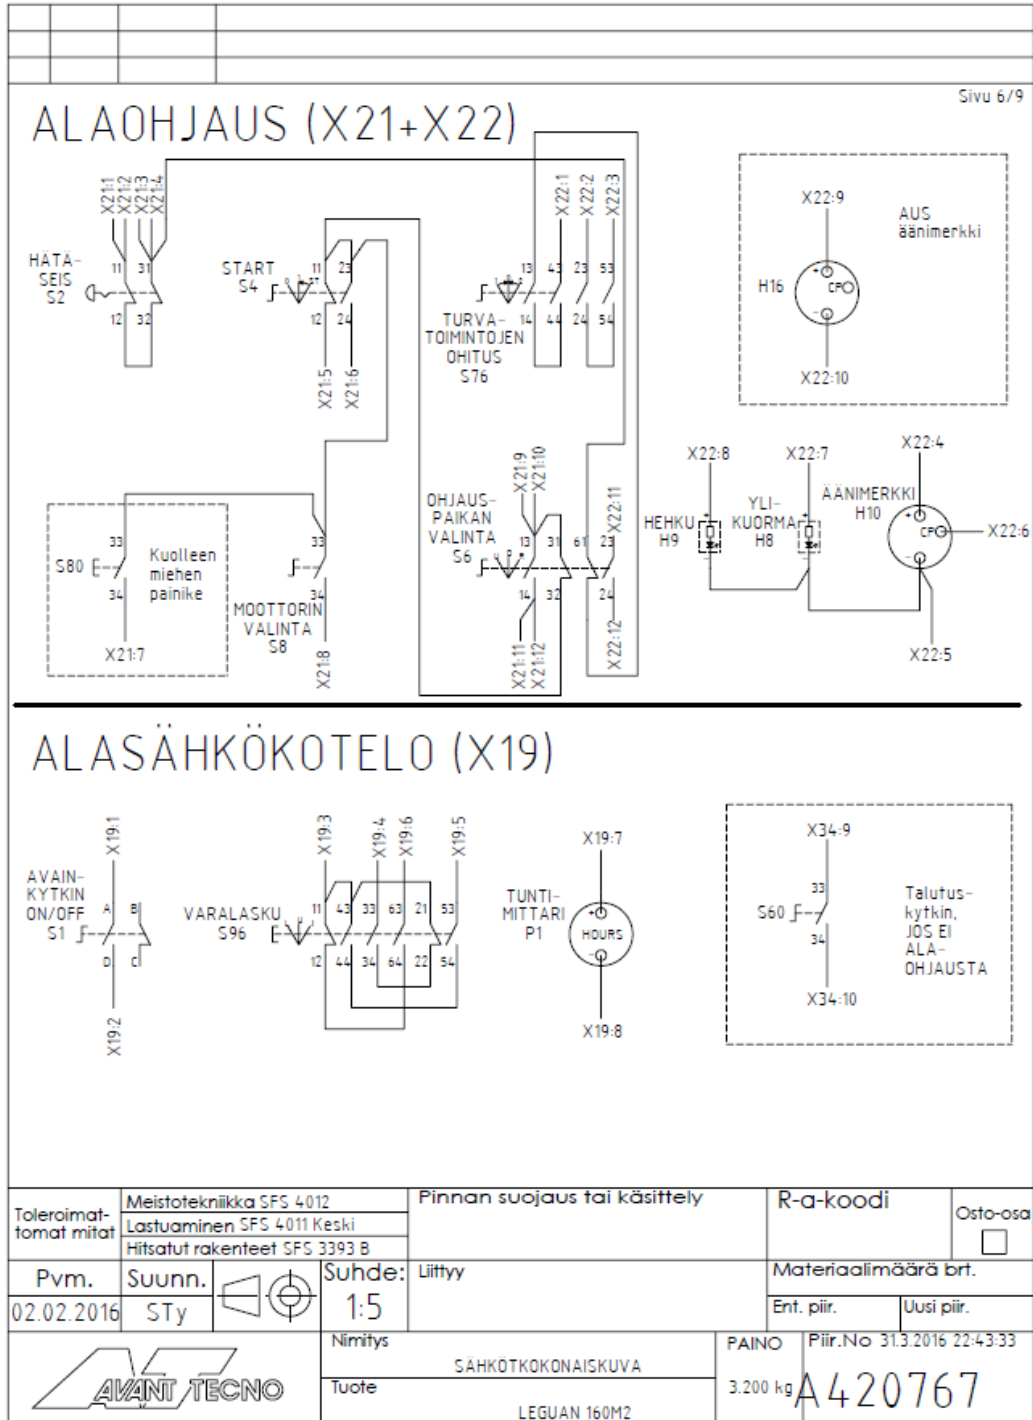 Sivu 6/9
ALAOHJAUS (X21+X22)
X21:1
X21:2
X21:3
X21:4
HÄTÄ-
SEIS
S2
11 31
12 32
START
S4
11 23
12 24
X21:5
X21:6
X22:1
X22:2
X22:3
13 43 23 53
14 44 24 54
TURVA-
TOIMINTOJEN
OHITUS
S76
X22:9
AUS
äänimerkki
H16
+
CP
-
X22:10
S80
33
34
Kuolleen
miehen
painike
X21:7
33
34
MOOTTORIN
VALINTA
S8
X21:8
OHJAUS-
PAIKAN
VALINTA
S6
X21:9
X21:10
X22:11
13 31 61 23
14 32 24
X21:11
X21:12
X22:12
X22:8
X22:7
X22:4
HEHKU
H9
YLI-
KUORMA
H8
ÄÄNIMERKKI
H10
+
CP
-
X22:6
X22:5
ALASÄHKÖKOTELO (X19)
X19:1
AVAIN-
KYTKIN
ON/OFF
S1
A B
D C
X19:2
X19:3
X19:4
X19:6
X19:5
VARALASKU
S96
11 43 33 63 21 53
12 44 34 64 22 54
X19:7
TUNTI-
MITTARI
P1
+
HOURS
-
X19:8
X34:9
S60
33
34
X34:10
Talutus-
kytkin,
JOS EI
ALA-
OHJAUSTA
Toleroimat-
tomat mitat
Meistotekniikka SFS 4012
Lastuaminen SFS 4011 Keski
Hitsatut rakenteet SFS 3393 B
Pinnan suojaus tai käsittely
R-a-koodi
Osto-osa
Pvm.
02.02.2016
Suunn.
STy
Suhde:
1:5
Liittyy
Materiaalimäärä brt.
Ent. piir.
Uusi piir.
AVANT TECNO
Nimitys
SÄHKÖTKOKONAISKUVA
Tuote
LEGUAN 160M2
PAINO
3.200 kg
Piir.No 31.3.2016 22:43:33
A420767